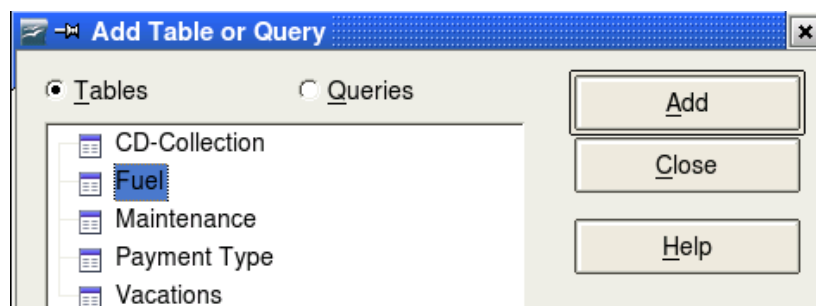 Add Table or Query
Tables
Queries
Add
CD-Collection
Fuel
Close
Maintenance
Payment Type
Help
Vacations